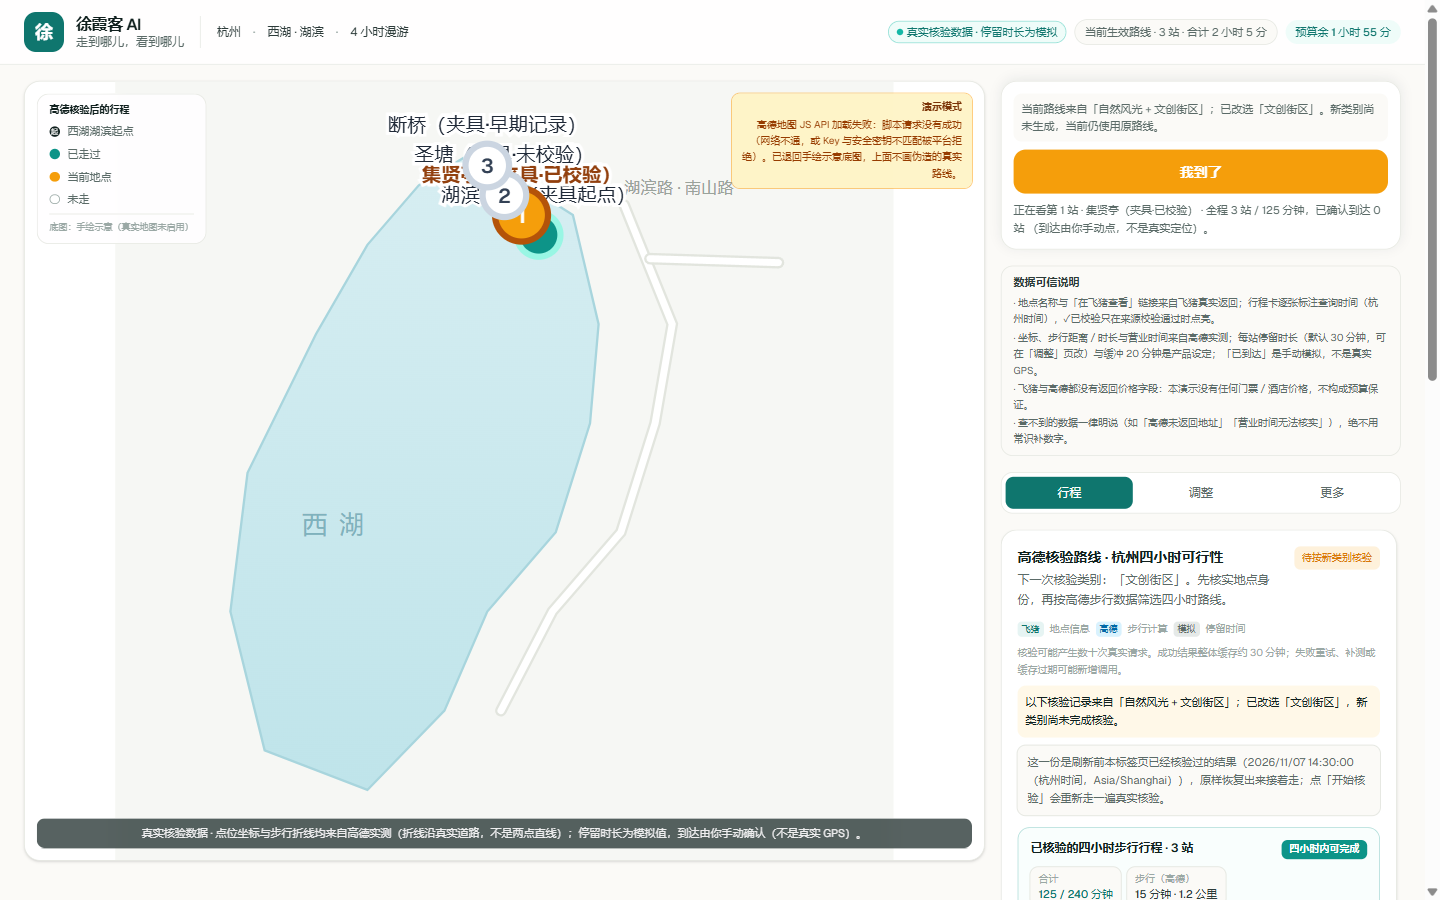 徐
徐霞客 AI
走到哪儿，看到哪儿
杭州 · 西湖·湖滨 · 4 小时漫游
真实核验数据·停留时长为模拟
当前生效路线·3 站·合计 2 小时 5 分
预算余 1 小时 55 分
高德核验后的行程
起 西湖湖滨起点
已走过
当前地点
未走
底图：手绘示意（真实地图未启用）
演示模式
高德地图 JS API 加载失败：脚本请求没有成功
（网络不通，或 Key 与安全密钥不匹配被平台拒
绝）。已退回手绘示意底图，上面不画伪造的真实
路线。
断桥（夹具·早期记录）
圣塘
·未校验）
3
集贤
具·已校验）
湖滨
2
夹具起点）
1
湖滨路·南山路
西 湖
真实核验数据·点位坐标与步行折线均来自高德实测（折线沿真实道路，不是两点直线）；停留时长为模拟值，到达由你手动确认（不是真实 GPS）。
当前路线来自「自然风光 + 文创街区」；已改选「文创街区」。新类别尚
未生成，当前仍使用原路线。
我到了
正在看第 1 站·集贤亭（夹具·已校验）·全程 3 站 / 125 分钟，已确认到达 0
站 （到达由你手动点，不是真实定位）。
数据可信说明
· 地点名称与「在飞猪查看」链接来自飞猪真实返回；行程卡逐张标注查询时间（杭
州时间），✓已校验只在来源校验通过时点亮。
· 坐标、步行距离 / 时长与营业时间来自高德实测；每站停留时长（默认 30 分钟，可
在「调整」页改）与缓冲 20 分钟是产品设定；「已到达」是手动模拟，不是真实
GPS。
· 飞猪与高德都没有返回价格字段：本演示没有任何门票 / 酒店价格，不构成预算保
证。
· 查不到的数据一律明说（如「高德未返回地址」「营业时间无法核实」），绝不用
常识补数字。
行程 调整 更多
高德核验路线·杭州四小时可行性
待按新类别核验
下一次核验类别：「文创街区」。先核实地点身
份，再按高德步行数据筛选四小时路线。
飞猪 地点信息 高德 步行计算 模拟 停留时间
核验可能产生数十次真实请求。成功结果整体缓存约 30 分钟；失败重试、补测或
缓存过期可能新增调用。
以下核验记录来自「自然风光 + 文创街区」；已改选「文创街区」，新
类别尚未完成核验。
这一份是刷新前本标签页已经核验过的结果（2026/11/07 14:30:00
（杭州时间，Asia/Shanghai）），原样恢复出来接着走；点「开始核
验」会重新走一遍真实核验。
已核验的四小时步行行程·3 站
四小时内可完成
合计
125 / 240 分钟
步行（高德）
15 分钟·1.2 公里